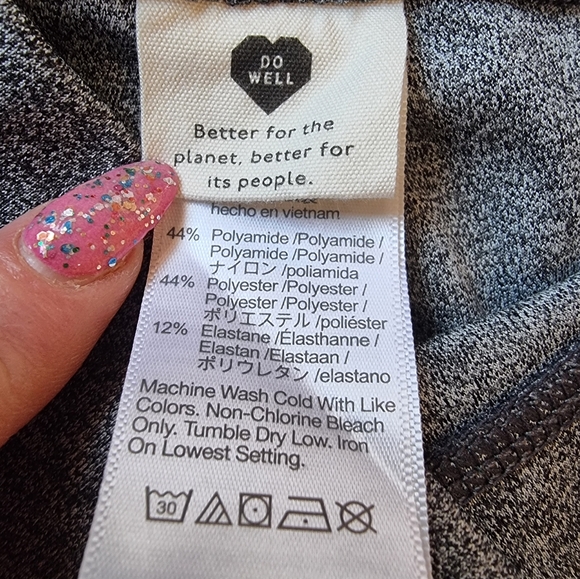 DO
WELL
Better for the
planet, better for
its people.
hecho en vietnam
44% Polyamide /Polyamide /
Polyamide /Polyamide /
ナイロン /poliamida
44% Polyester /Polyester /
Polyester /Polyester /
ポリエステル /poliéster
12% Elastane /Élasthanne /
Elastan /Elastaan /
ポリウレタン /elastano
Machine Wash Cold With Like
Colors. Non-Chlorine Bleach
Only. Tumble Dry Low. Iron
On Lowest Setting.
30